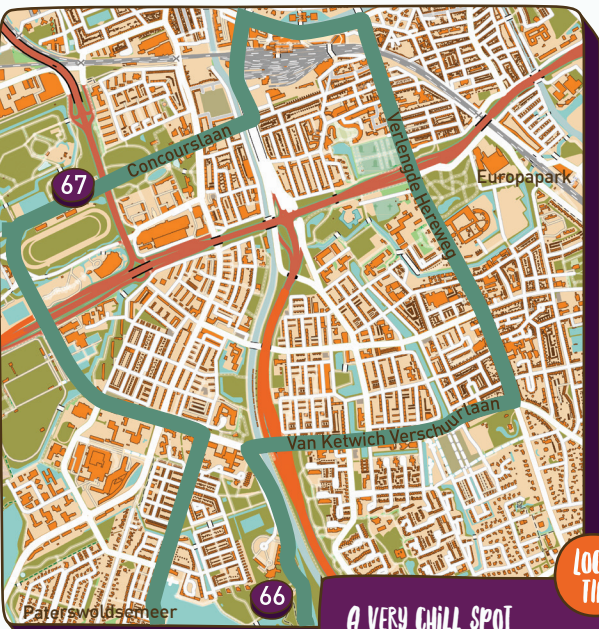 Concourslaan
67
Verlengde Hereweg
Europapark
Van Ketwich Verschuurlaan
66
Paterswoldsemeer
A VERY CHILL SPOT